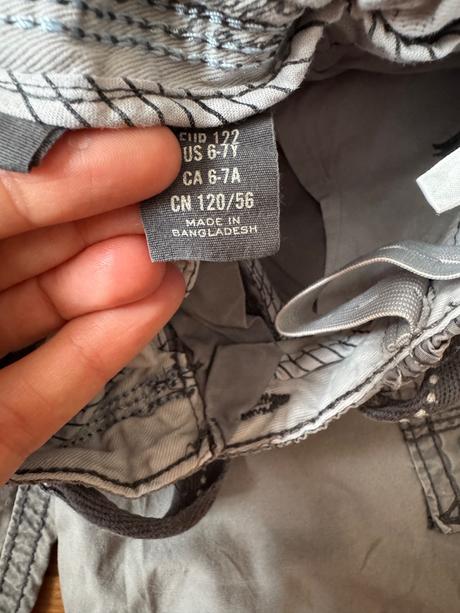 EUR 122
US 6-7Y
CA 6-7A
CN 120/56
MADE IN
BANGLADESH